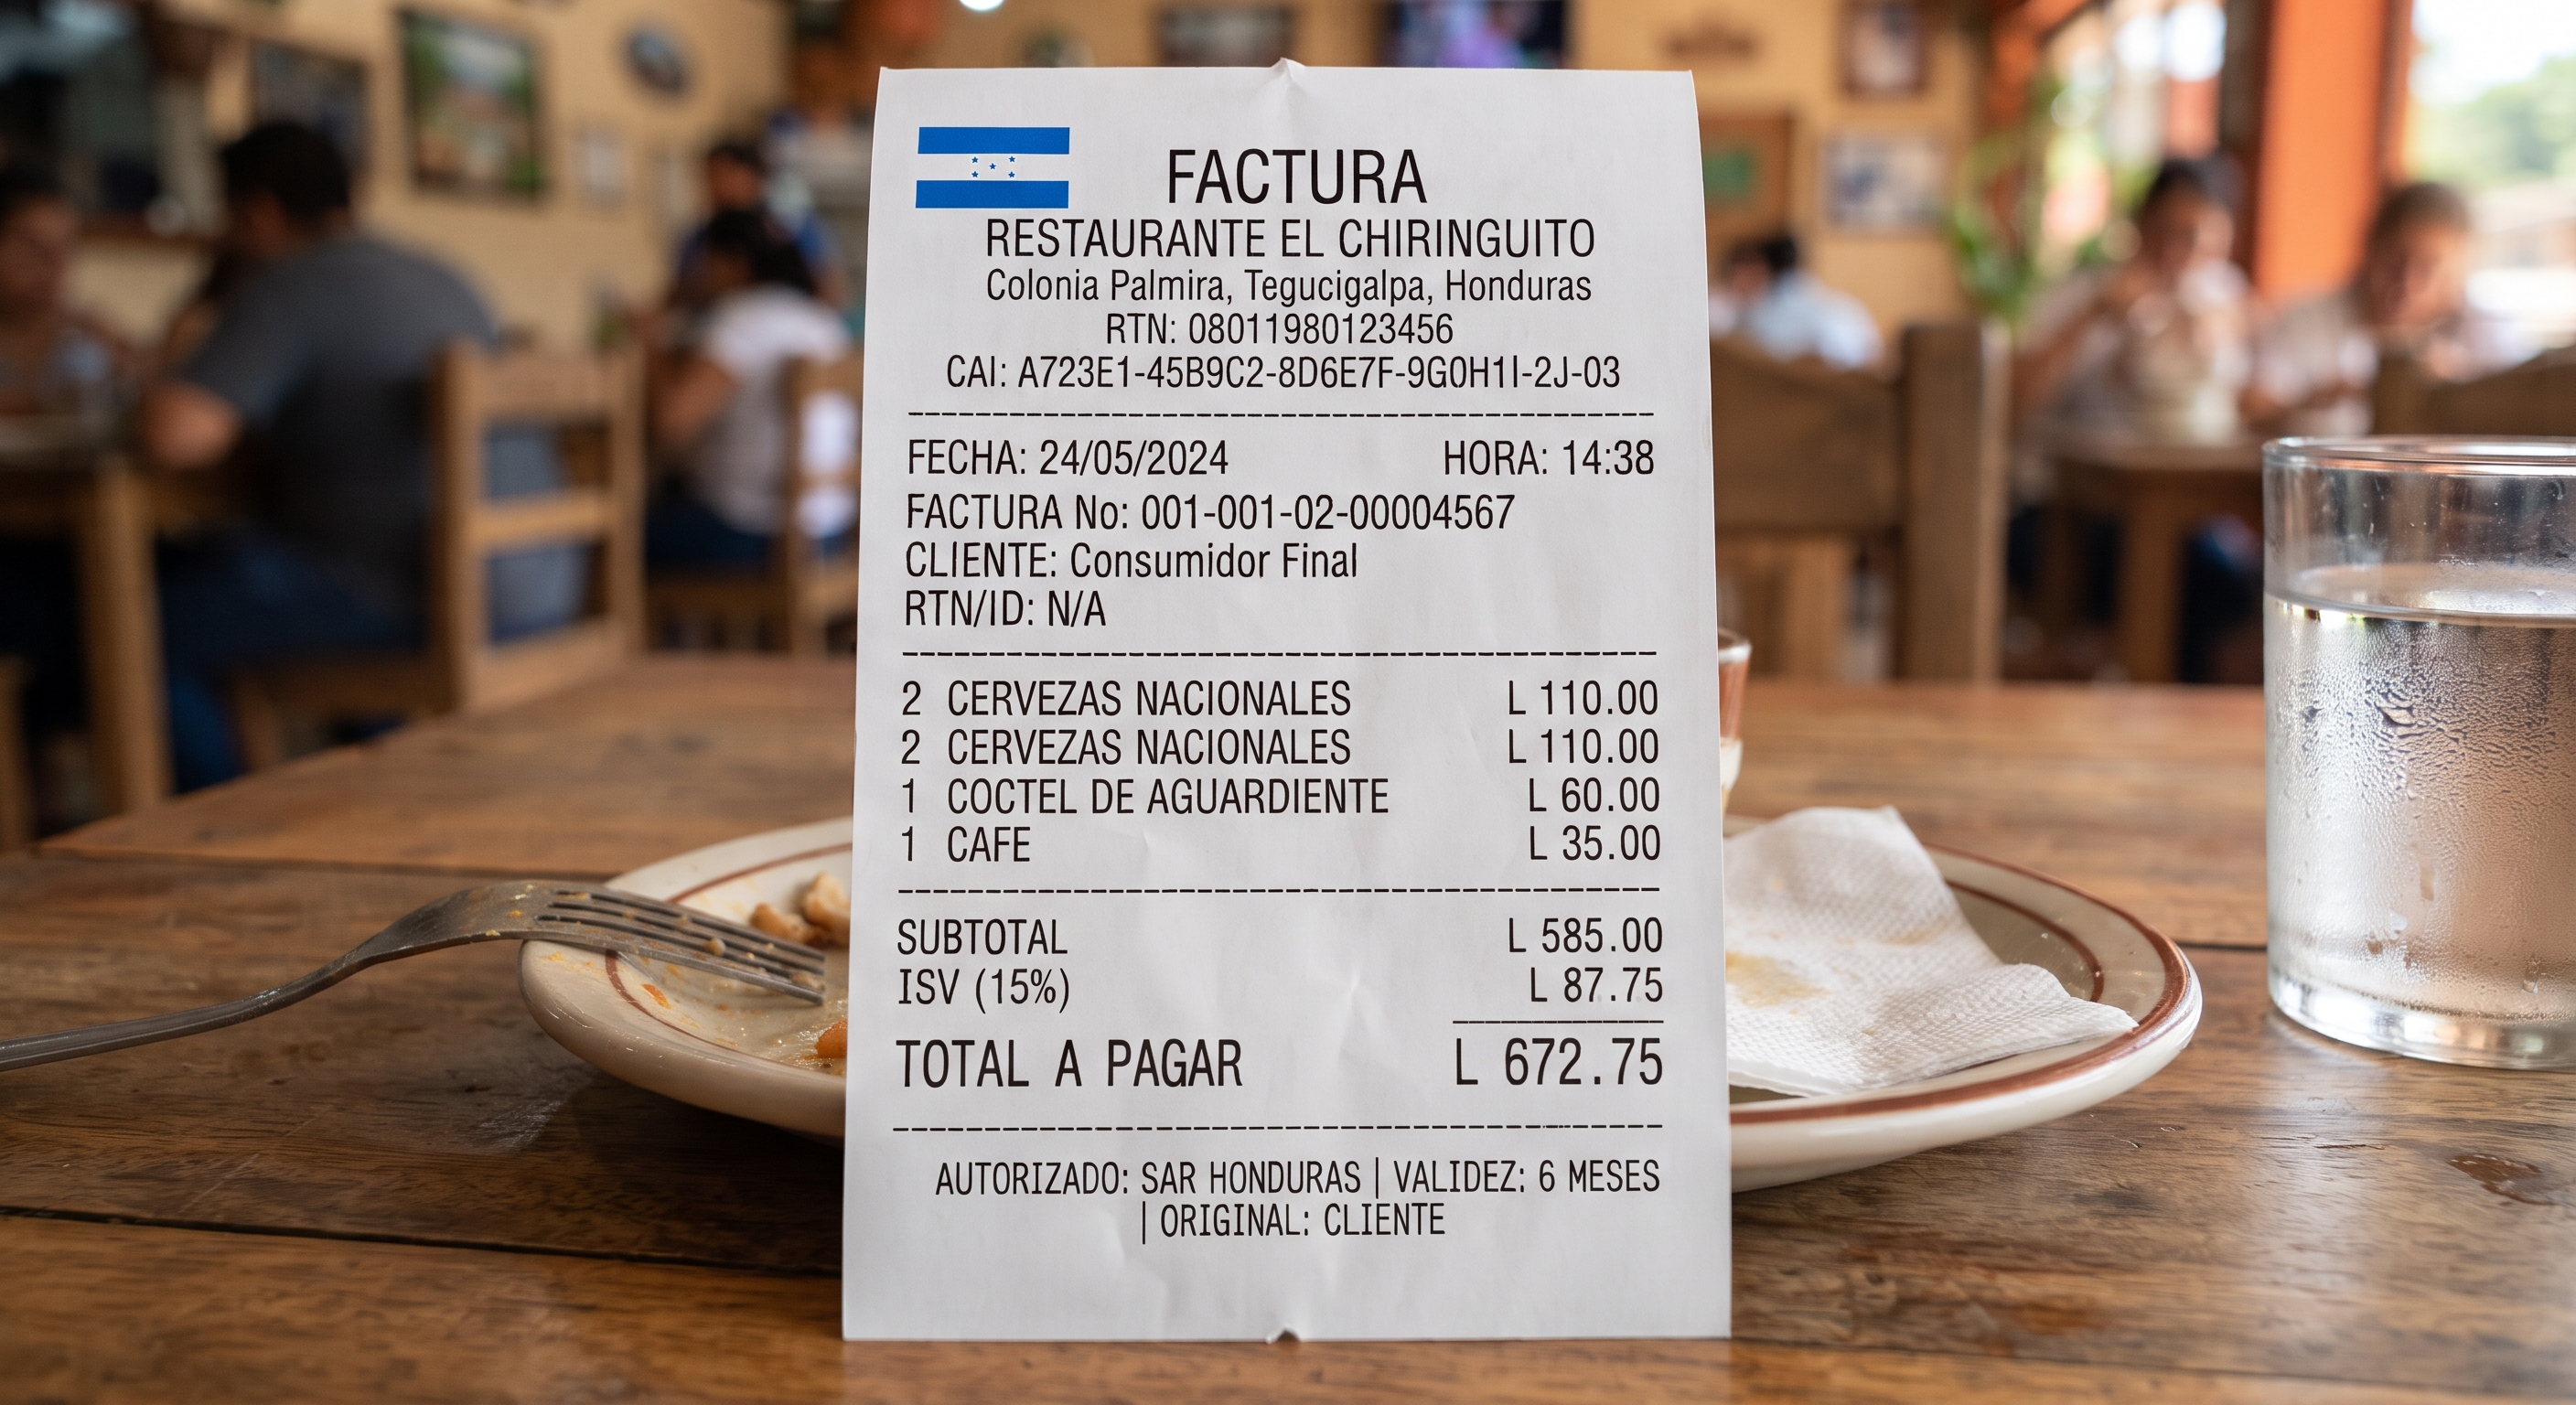 FACTURA
RESTAURANTE EL CHIRINGUITO
Colonia Palmira, Tegucigalpa, Honduras
RTN: 08011980123456
CAI: A723E1-45B9C2-8D6E7F-9G0H1I-2J-03
FECHA: 24/05/2024 HORA: 14:38
FACTURA No: 001-001-02-00004567
CLIENTE: Consumidor Final
RTN/ID: N/A
2 CERVEZAS NACIONALES L 110.00
2 CERVEZAS NACIONALES L 110.00
1 COCTEL DE AGUARDIENTE L 60.00
1 CAFE L 35.00
SUBTOTAL L 585.00
ISV (15%) L 87.75
TOTAL A PAGAR L 672.75
AUTORIZADO: SAR HONDURAS | VALIDEZ: 6 MESES
| ORIGINAL: CLIENTE